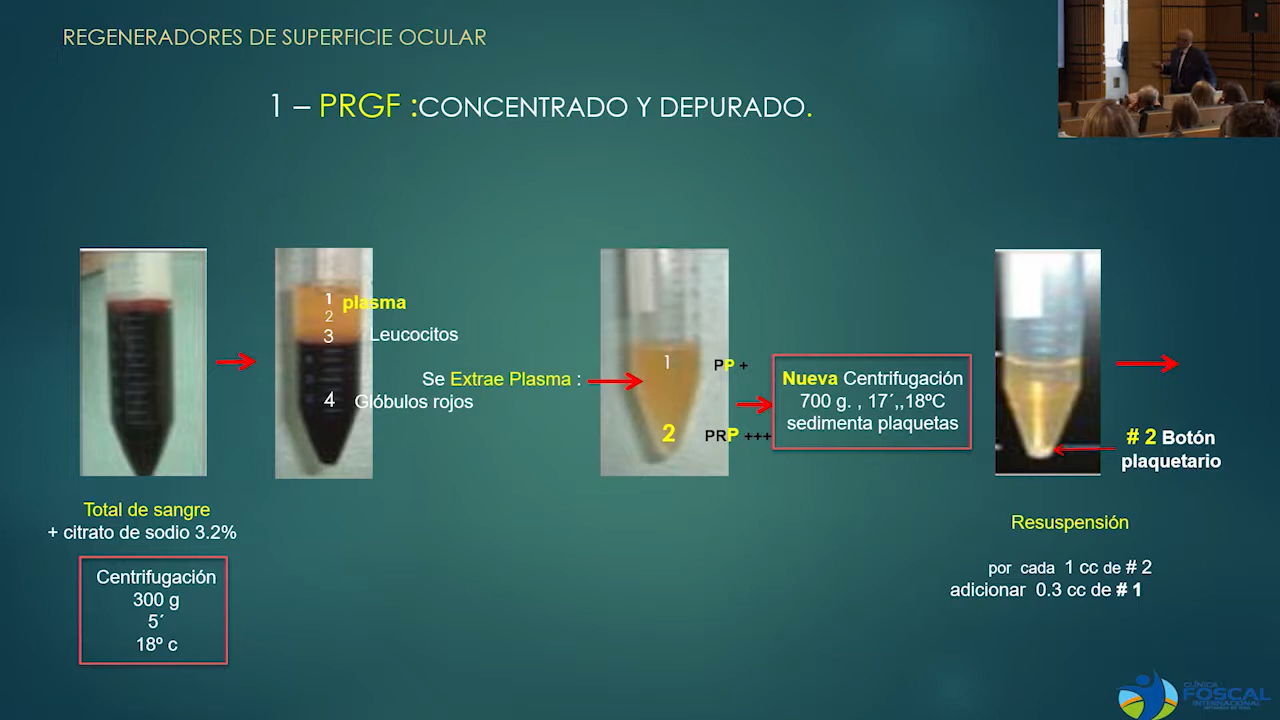 REGENERADORES DE SUPERFICIE OCULAR
1 – PRGF :CONCENTRADO Y DEPURADO.
1 plasma
2
3 Leucocitos
4 Glóbulos rojos
Se Extrae Plasma :
1
PP +
2
PRP +++
Nueva Centrifugación
700 g. , 17´,,18ºC
sedimenta plaquetas
# 2 Botón
plaquetario
Total de sangre
+ citrato de sodio 3.2%
Centrifugación
300 g
5´
18º c
Resuspensión
por cada 1 cc de # 2
adicionar 0.3 cc de # 1
CLÍNICA
FOSCAL
INTERNACIONAL